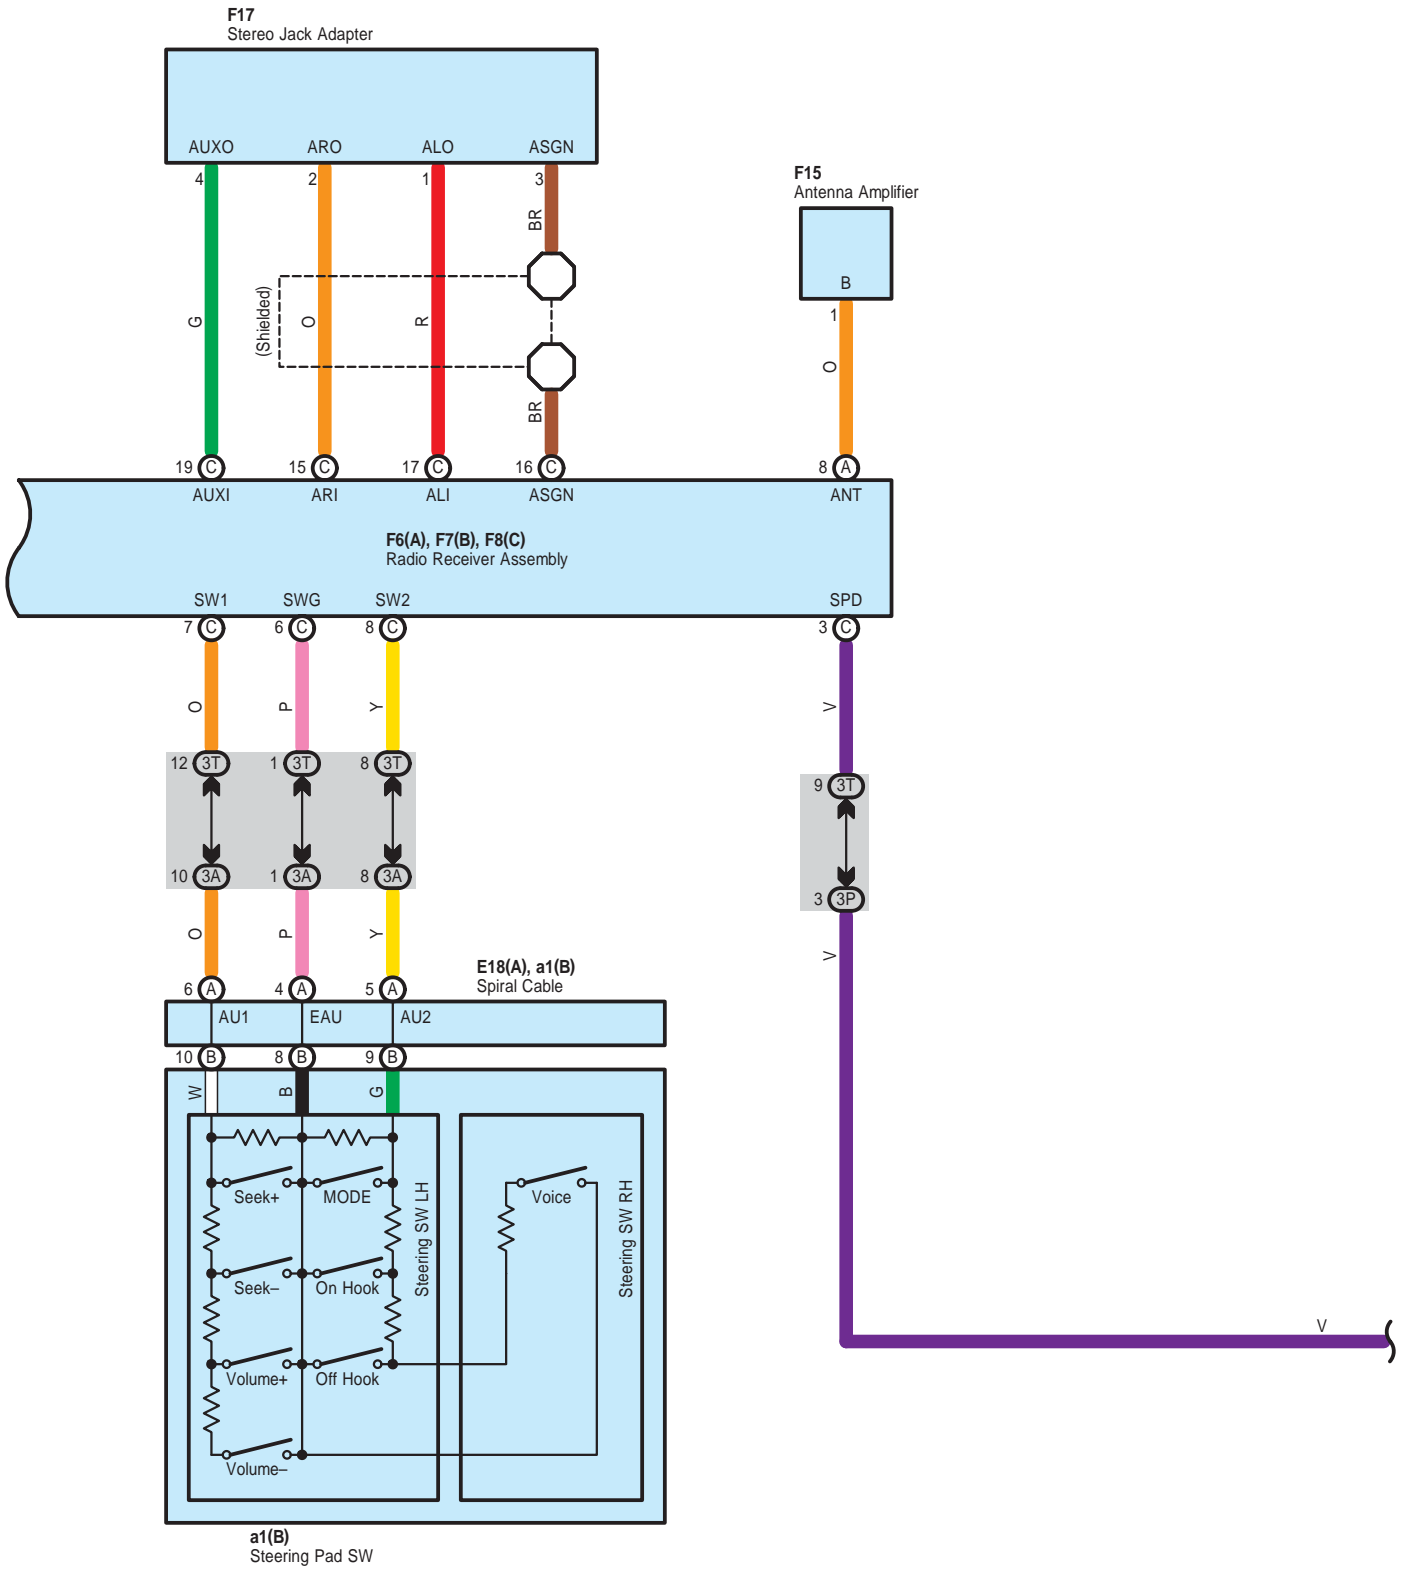 F17
Stereo Jack Adapter
AUXO ARO ALO ASGN
4 2 1 3
F15
Antenna Amplifier
B
1
BR
(Shielded)
G O R O
BR
19 C 15 C 17 C 16 C 8 A
AUXI ARI ALI ASGN ANT
F6(A), F7(B), F8(C)
Radio Receiver Assembly
SW1 SWG SW2 SPD
7 C 6 C 8 C 3 C
O P Y V
12 3T 1 3T 8 3T
9 3T
10 3A 1 3A 8 3A
3 3P
O P Y V
E18(A), a1(B)
Spiral Cable
6 A 4 A 5 A
AU1 EAU AU2
10 B 8 B 9 B
W B G
Seek+ MODE Voice
Steering SW LH
Steering SW RH
Seek– On Hook
V
Volume+ Off Hook
Volume–
a1(B)
Steering Pad SW